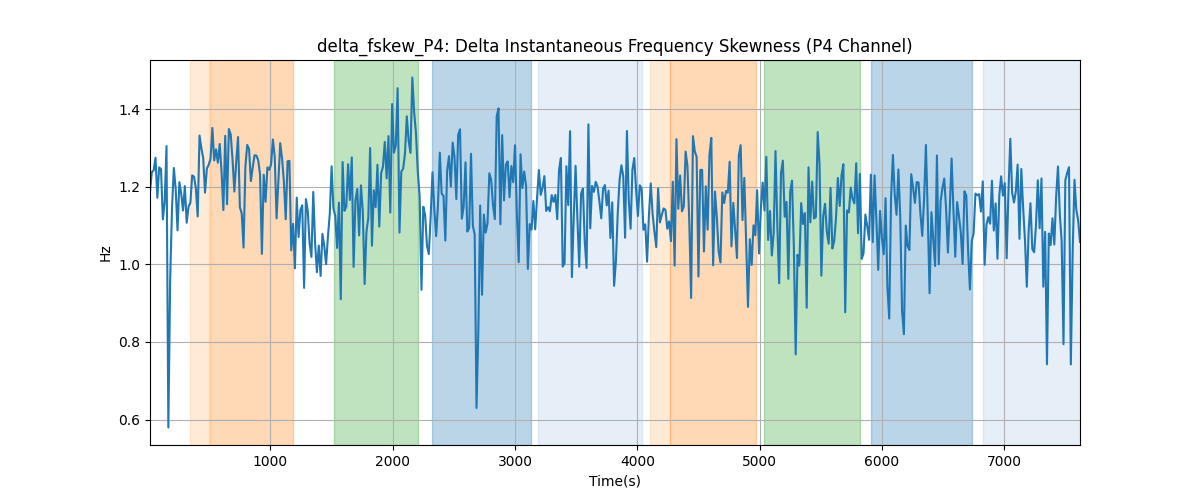 delta_fskew_P4: Delta Instantaneous Frequency Skewness (P4 Channel)
1.4
1.2
1.0
0.8
0.6
Hz
1000 2000 3000 4000 5000 6000 7000
Time(s)